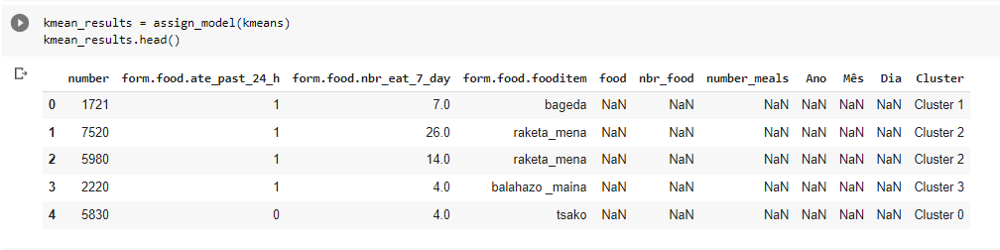 kmean_results = assign_model(kmeans)
kmean_results.head()
number form.food.ate_past_24_h form.food.nbr_eat_7_day form.food.fooditem food nbr_food number_meals Ano Mês Dia Cluster
0 1721 1 7.0 bageda NaN NaN NaN NaN NaN NaN Cluster 1
1 7520 1 26.0 raketa_mena NaN NaN NaN NaN NaN NaN Cluster 2
2 5980 1 14.0 raketa_mena NaN NaN NaN NaN NaN NaN Cluster 2
3 2220 1 4.0 balahazo _maina NaN NaN NaN NaN NaN NaN Cluster 3
4 5830 0 4.0 tsako NaN NaN NaN NaN NaN NaN Cluster 0